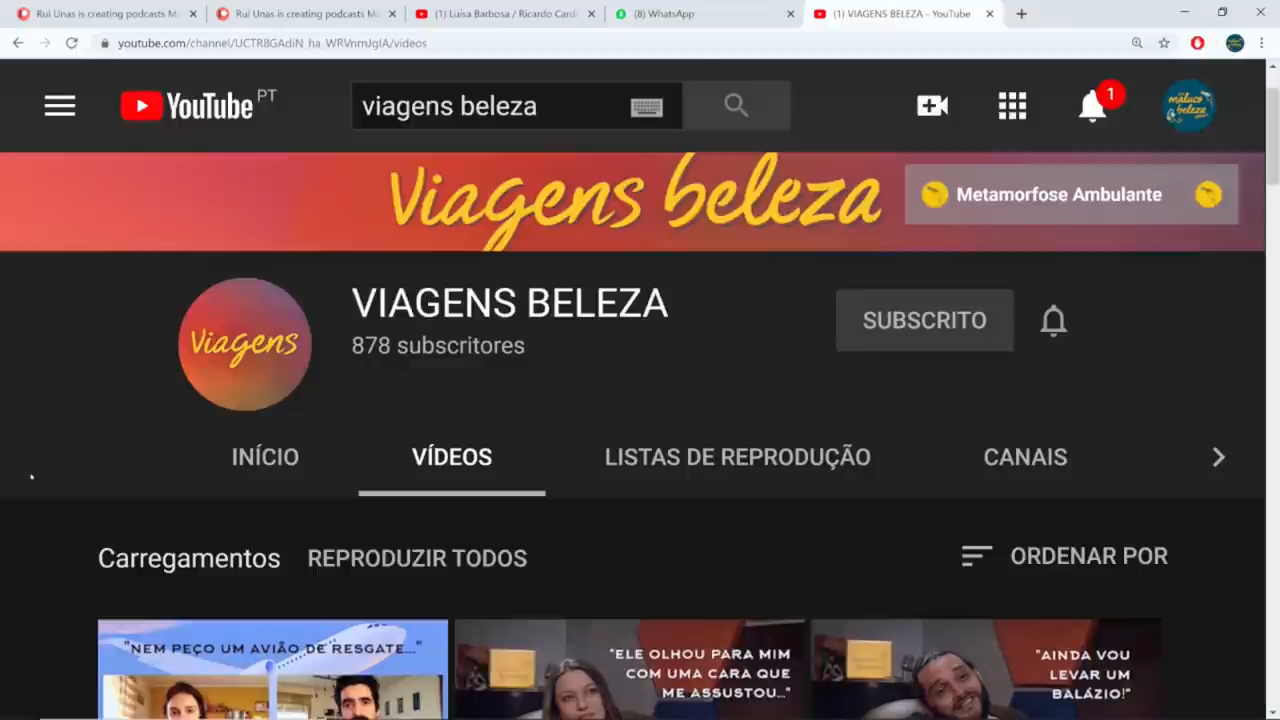 Rui Unas is creating podcasts M
Rui Unas is creating podcasts M
(1) Luísa Barbosa / Ricardo Card
(8) WhatsApp
(1) VIAGENS BELEZA - YouTube
youtube.com/channel/UCTR8GAdiN_ha_WRVnmJgIA/videos
YouTube PT
viagens beleza
1
maluco beleza
Viagens beleza
Metamorfose Ambulante
Viagens
VIAGENS BELEZA
878 subscritores
SUBSCRITO
INÍCIO
VÍDEOS
LISTAS DE REPRODUÇÃO
CANAIS
Carregamentos
REPRODUZIR TODOS
ORDENAR POR
"NEM PEÇO UM AVIÃO DE RESGATE..."
"ELE OLHOU PARA MIM
COM UMA CARA QUE
ME ASSUSTOU..."
"AINDA VOU
LEVAR UM
BALÁZIO!"